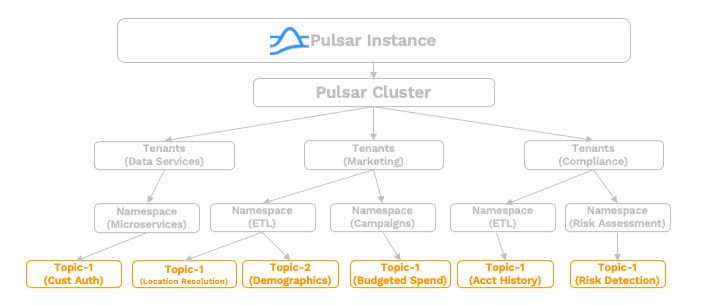 Pulsar Instance
Pulsar Cluster
Tenants
(Data Services)
Tenants
(Marketing)
Tenants
(Compliance)
Namespace
(Microservices)
Namespace
(ETL)
Namespace
(Campaigns)
Namespace
(ETL)
Namespace
(Risk Assessment)
Topic-1
(Cust Auth)
Topic-1
(Location Resolution)
Topic-2
(Demographics)
Topic-1
(Budgeted Spend)
Topic-1
(Acct History)
Topic-1
(Risk Detection)